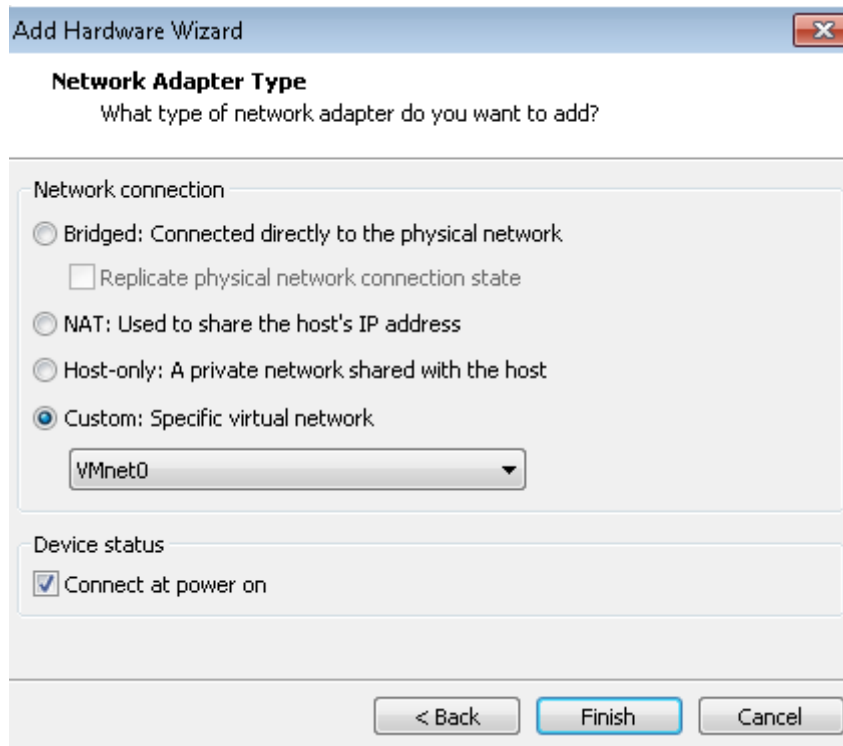 Add Hardware Wizard
Network Adapter Type
What type of network adapter do you want to add?
Network connection
Bridged: Connected directly to the physical network
Replicate physical network connection state
NAT: Used to share the host's IP address
Host-only: A private network shared with the host
Custom: Specific virtual network
VMnet0
Device status
Connect at power on
< Back Finish Cancel